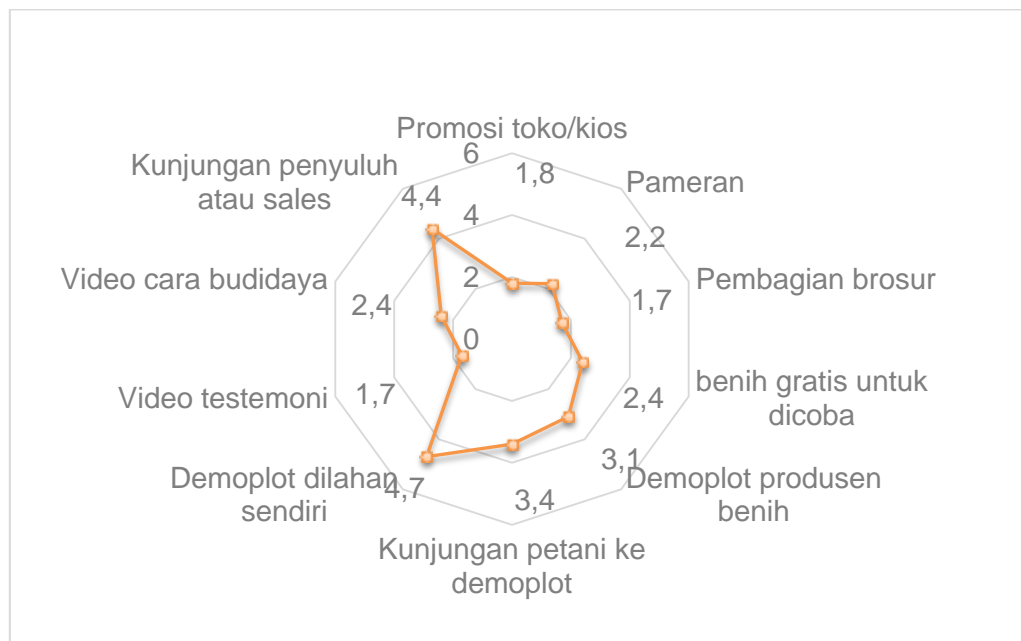 Promosi toko/kios
6
1,8
Kunjungan penyuluh
atau sales
4,4
Pameran
4
2,2
Video cara budidaya
2,4
2
1,7
Pembagian brosur
0
Video testemoni
1,7
2,4
benih gratis untuk
dicoba
Demoplot dilahan
sendiri
4,7
3,4
3,1
Demoplot produsen
benih
Kunjungan petani ke
demoplot